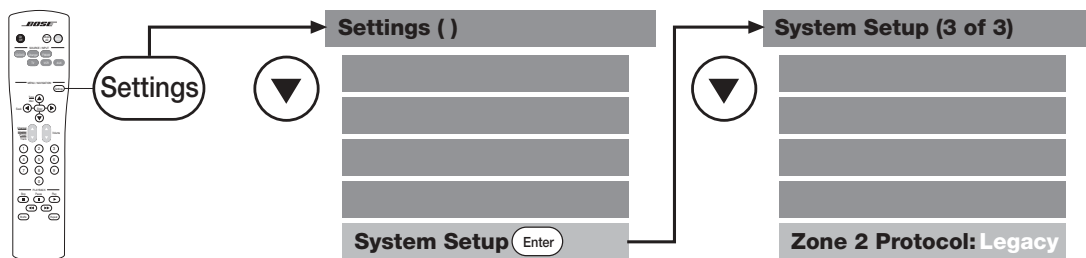 BOSE
Settings
Settings ( )
System Setup
Enter
System Setup (3 of 3)
Zone 2 Protocol: Legacy